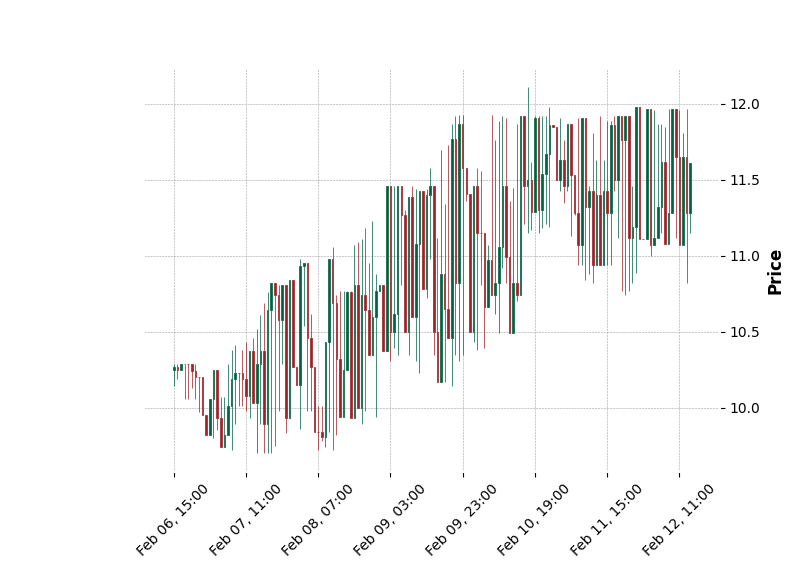 12.0
11.5
11.0
10.5
10.0
Price
Feb 06, 15:00
Feb 07, 11:00
Feb 08, 07:00
Feb 09, 03:00
Feb 09, 23:00
Feb 10, 19:00
Feb 11, 15:00
Feb 12, 11:00